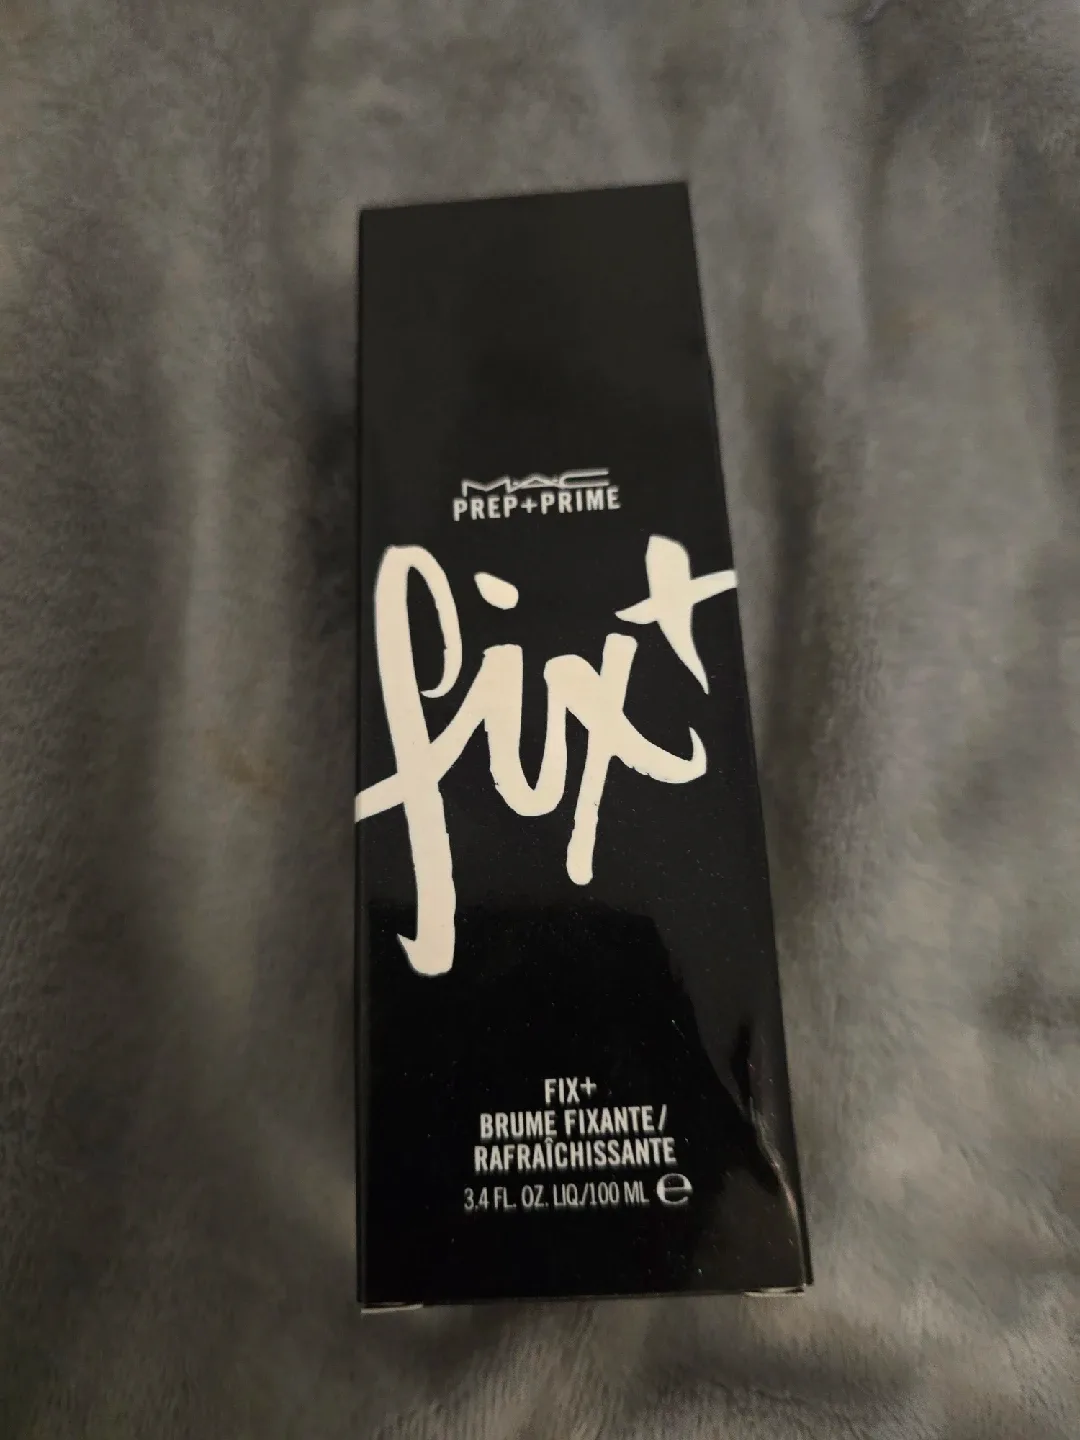 MAC
PREP+PRIME
fix+
FIX+
BRUME FIXANTE/
RAFRAÎCHISSANTE
3.4 FL. OZ. LIQ./100 ML ℮